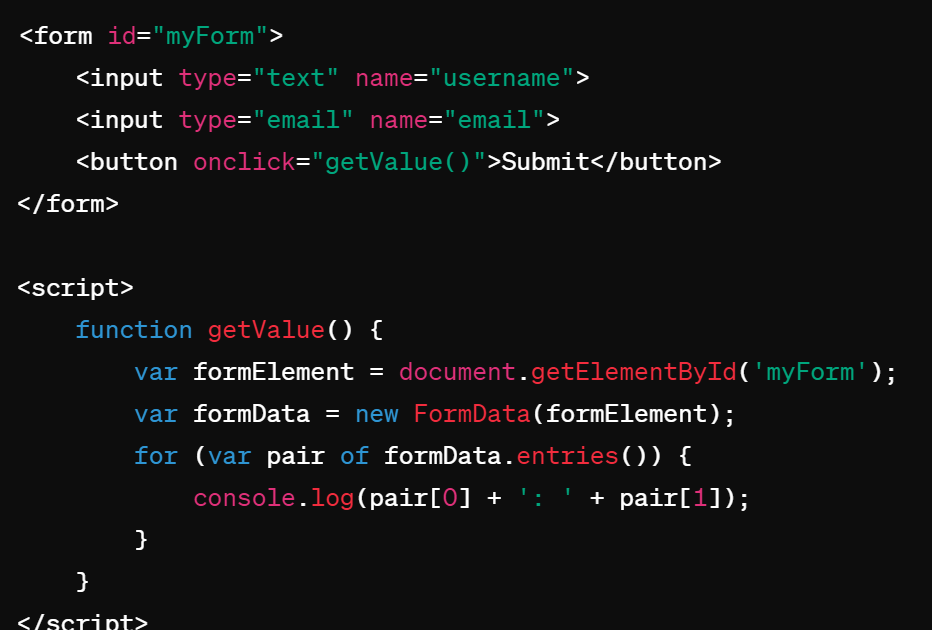 <form id="myForm">
    <input type="text" name="username">
    <input type="email" name="email">
    <button onclick="getValue()">Submit</button>
</form>

<script>
    function getValue() {
        var formElement = document.getElementById('myForm');
        var formData = new FormData(formElement);
        for (var pair of formData.entries()) {
            console.log(pair[0] + ': ' + pair[1]);
        }
    }
</script>